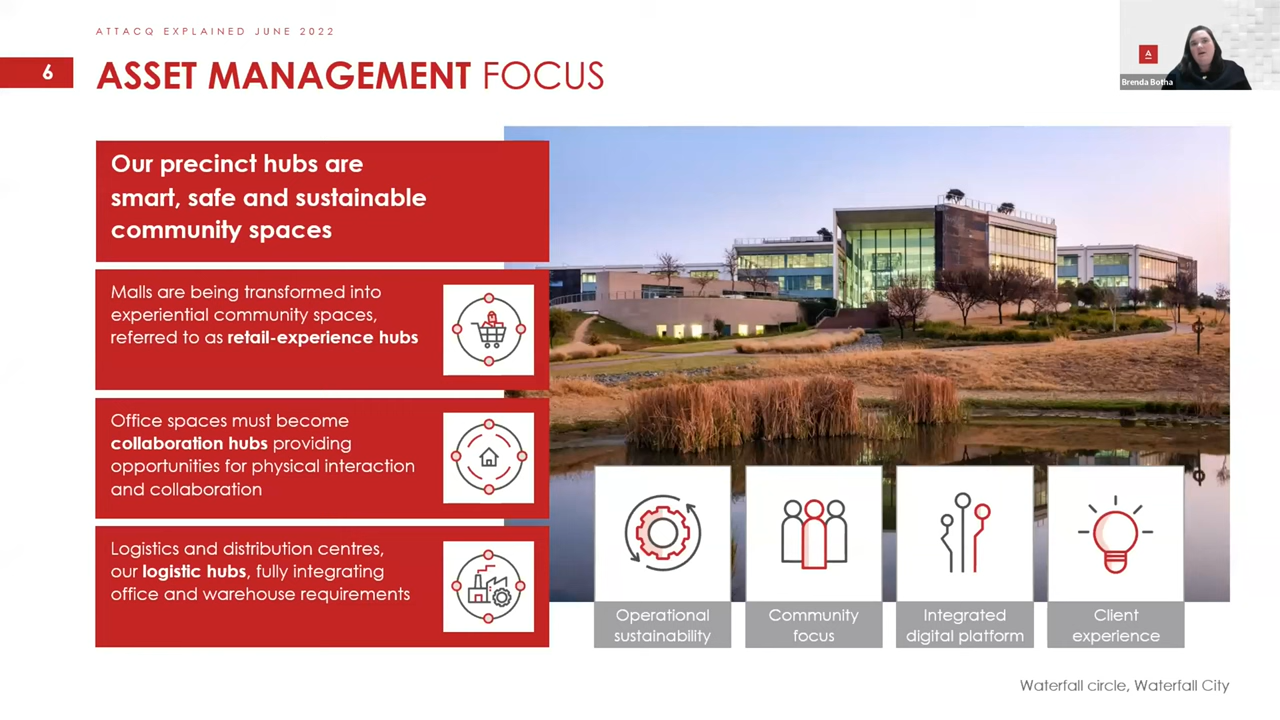 ATTACQ EXPLAINED JUNE 2022
6
ASSET MANAGEMENT FOCUS
Brenda Botha
Our precinct hubs are
smart, safe and sustainable
community spaces
Malls are being transformed into
experiential community spaces,
referred to as retail-experience hubs
Office spaces must become
collaboration hubs providing
opportunities for physical interaction
and collaboration
Logistics and distribution centres,
our logistic hubs, fully integrating
office and warehouse requirements
Operational
sustainability
Community
focus
Integrated
digital platform
Client
experience
Waterfall circle, Waterfall City